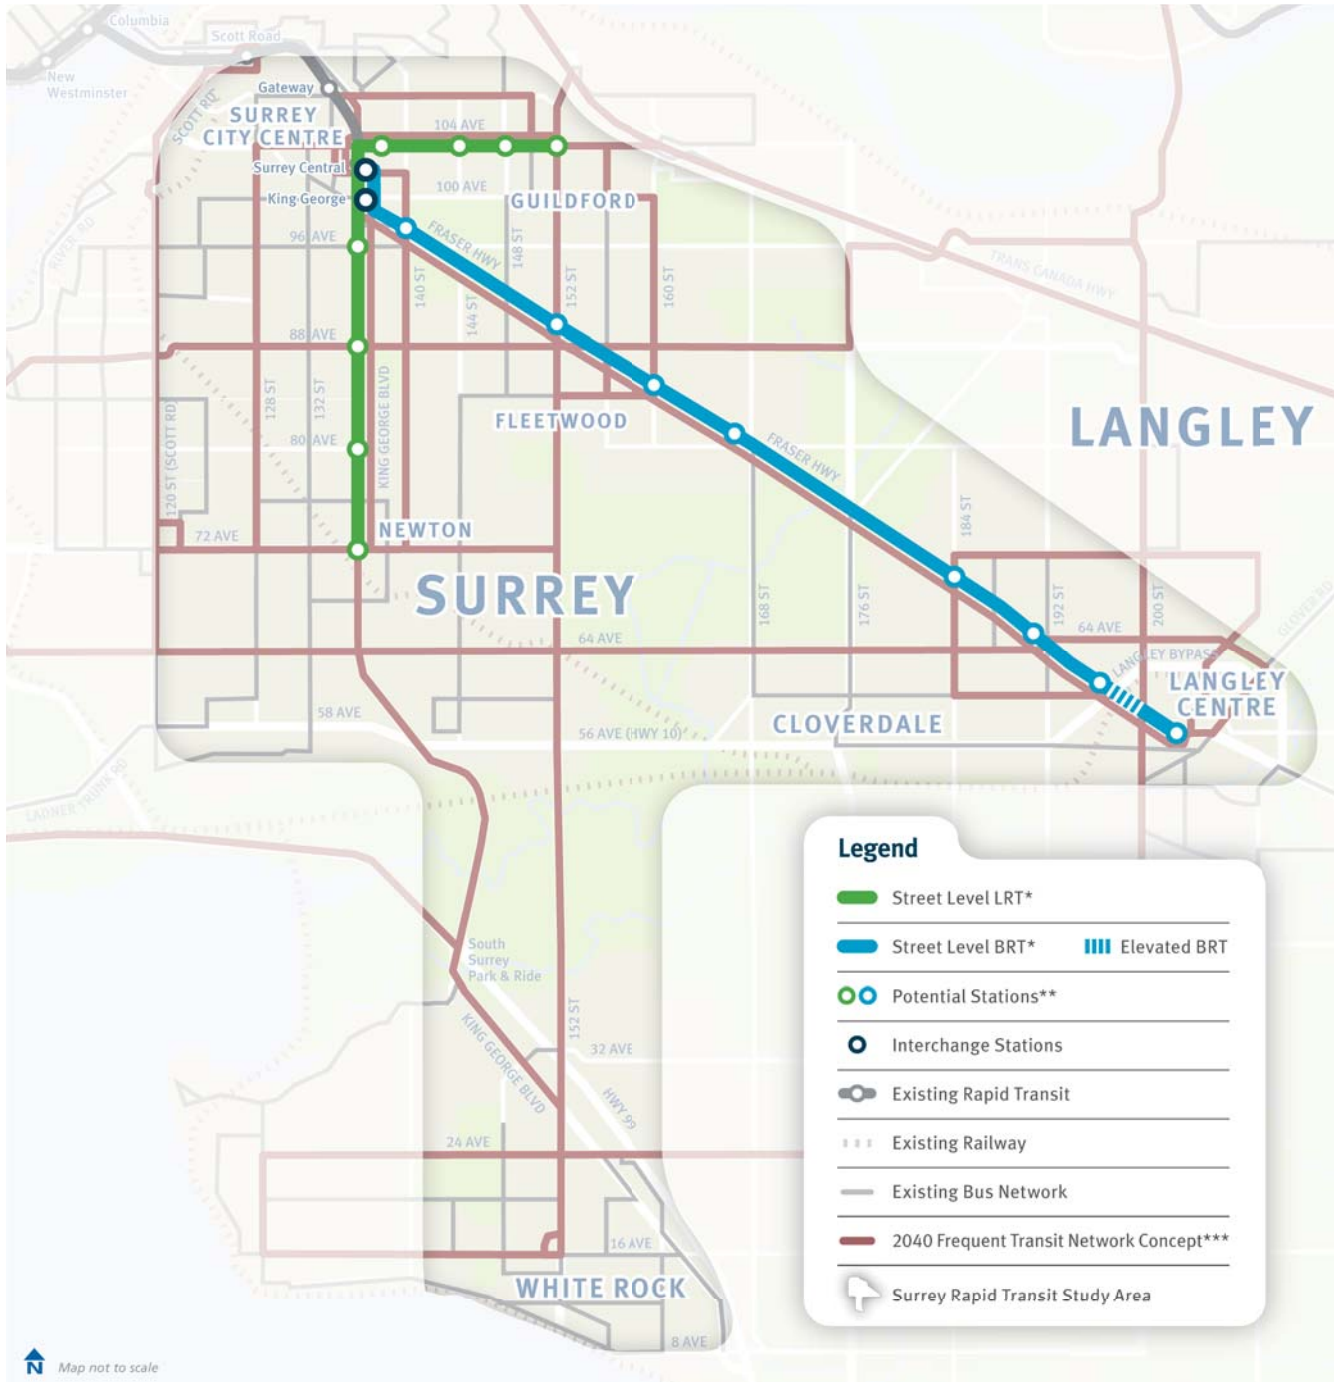 Columbia
Scott Road
New
Westminster
Gateway
SCOTT RD
SURREY
CITY CENTRE
104 AVE
Surrey Central
100 AVE
King George
GUILDFORD
96 AVE
FRASER HWY
148 ST
RIVER RD
140 ST
152 ST
160 ST
TRANS CANADA HWY
144 ST
88 AVE
128 ST
132 ST
KING GEORGE BLVD
LANGLEY
FLEETWOOD
80 AVE
FRASER HWY
120 ST (SCOTT RD)
184 ST
72 AVE
NEWTON
SURREY
168 ST
176 ST
192 ST
200 ST
GLOVER RD
64 AVE
64 AVE
LANGLEY BYPASS
LANGLEY
CENTRE
58 AVE
CLOVERDALE
56 AVE (HWY 10)
LADNER TRUNK RD
South
Surrey
Park & Ride
152 ST
KING GEORGE BLVD
32 AVE
HWY 99
24 AVE
16 AVE
WHITE ROCK
8 AVE
Legend
Street Level LRT*
Street Level BRT* Elevated BRT
Potential Stations**
Interchange Stations
Existing Rapid Transit
Existing Railway
Existing Bus Network
2040 Frequent Transit Network Concept***
Surrey Rapid Transit Study Area
N Map not to scale